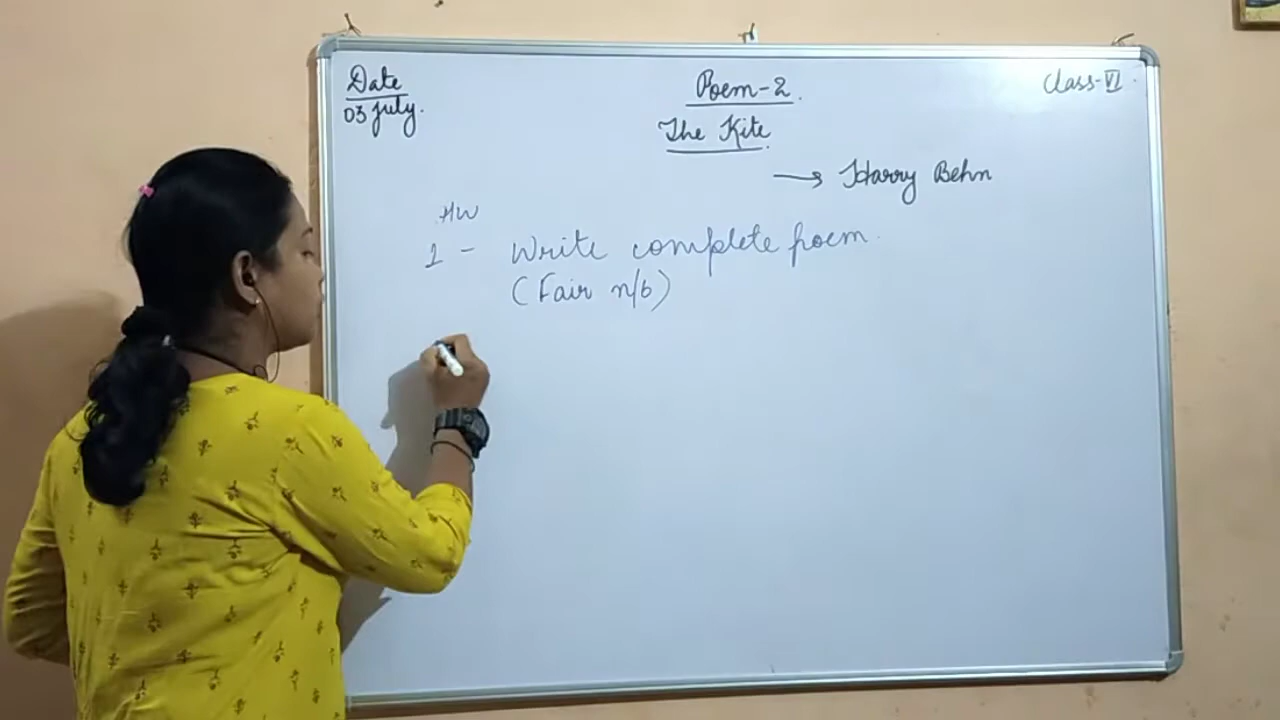 Date
03 July.
Poem-2.
Class-VI
The Kite
→ Harry Behn
HW
1 - Write complete poem.
(Fair n/b)